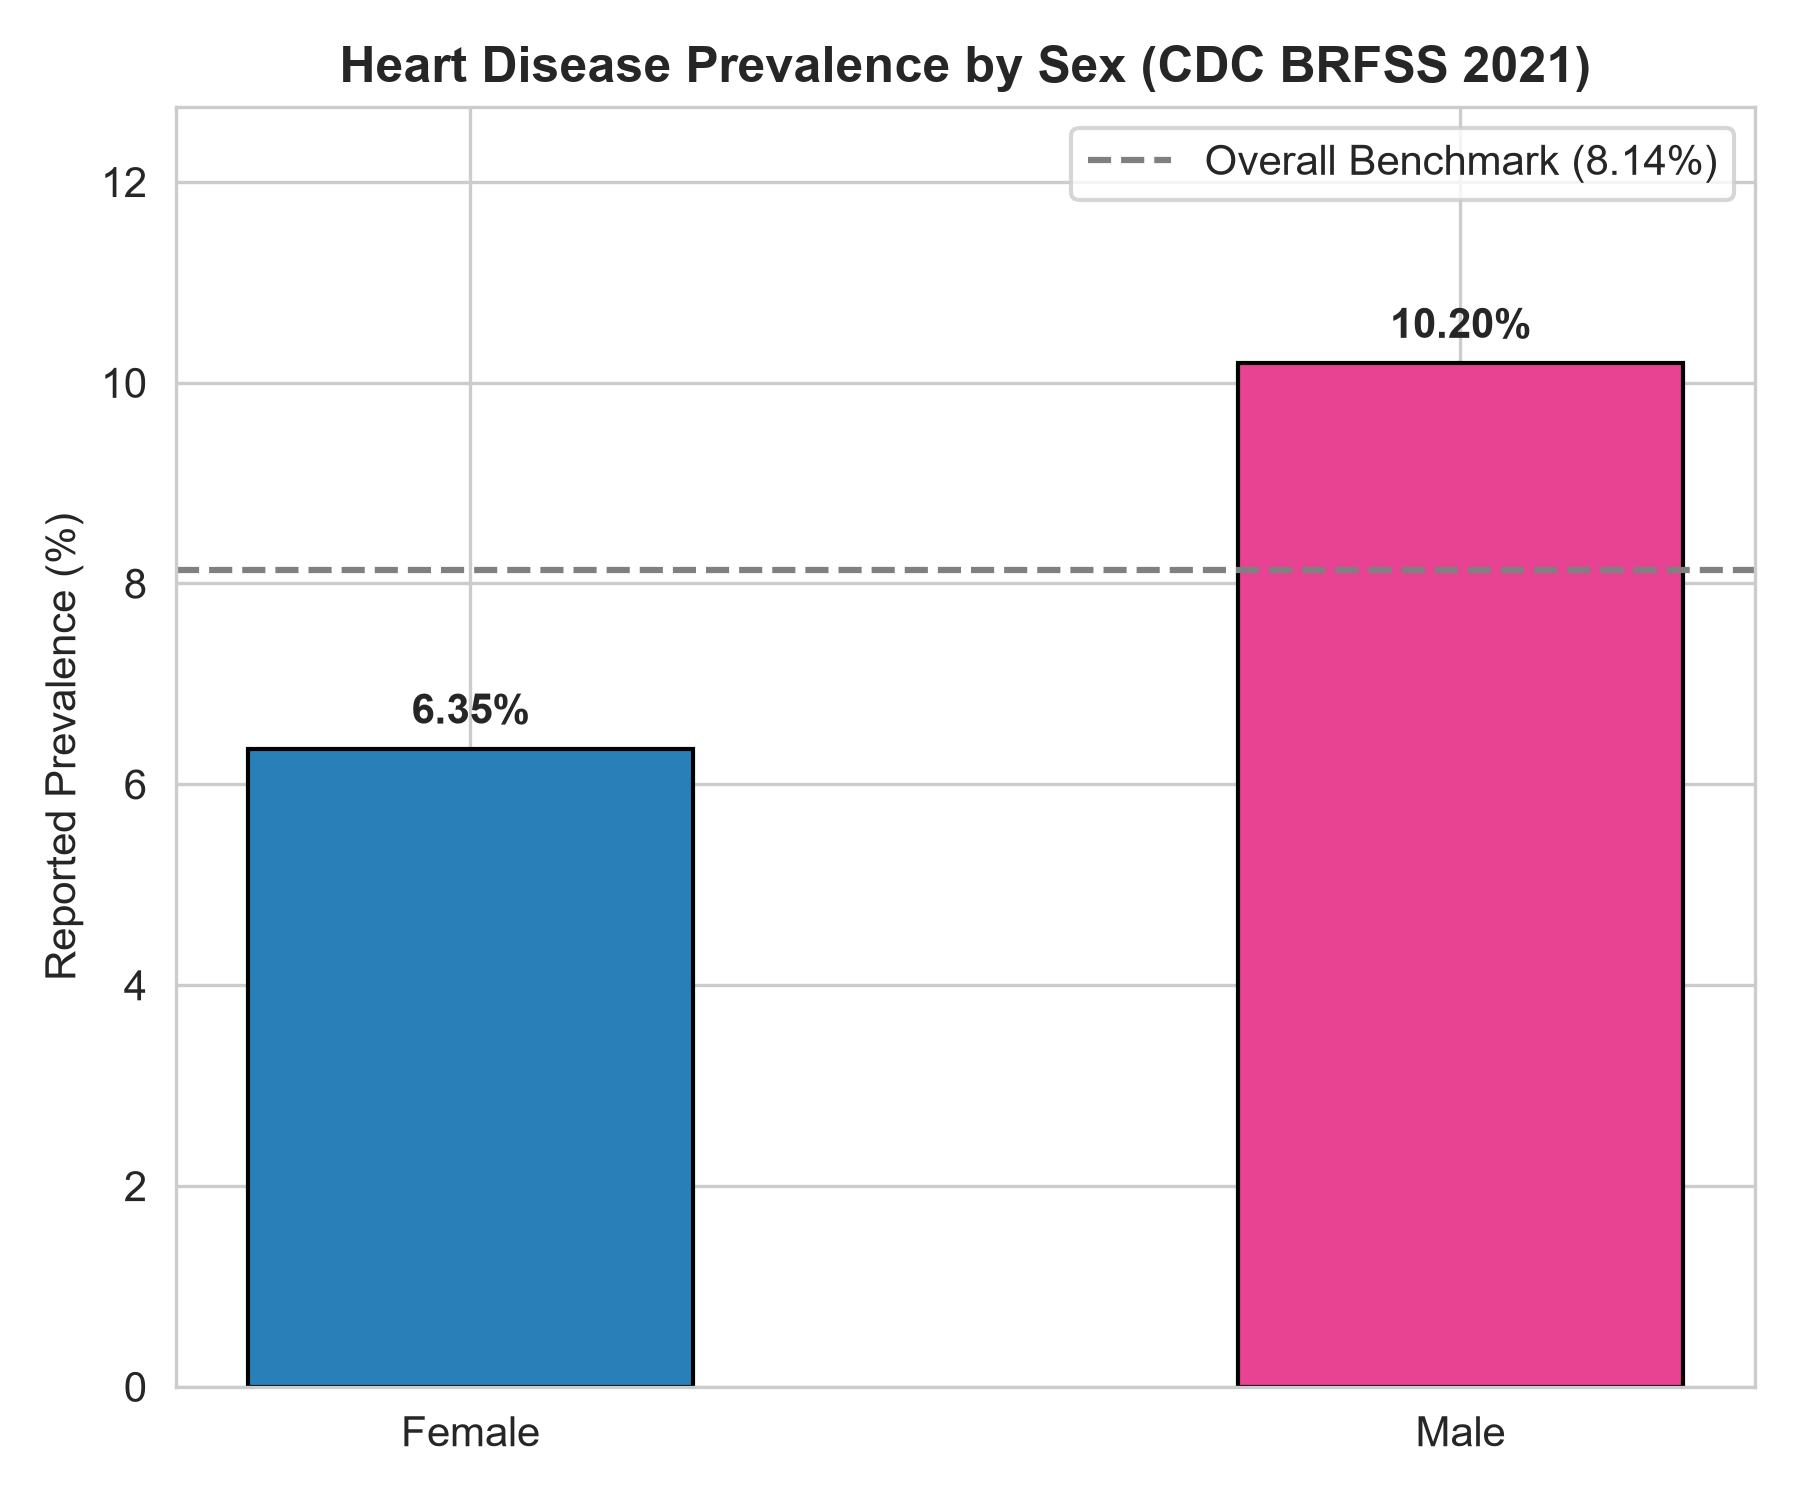 Heart Disease Prevalence by Sex (CDC BRFSS 2021)
Overall Benchmark (8.14%)
12
10
8
6
4
2
0
Reported Prevalence (%)
6.35%
10.20%
Female
Male